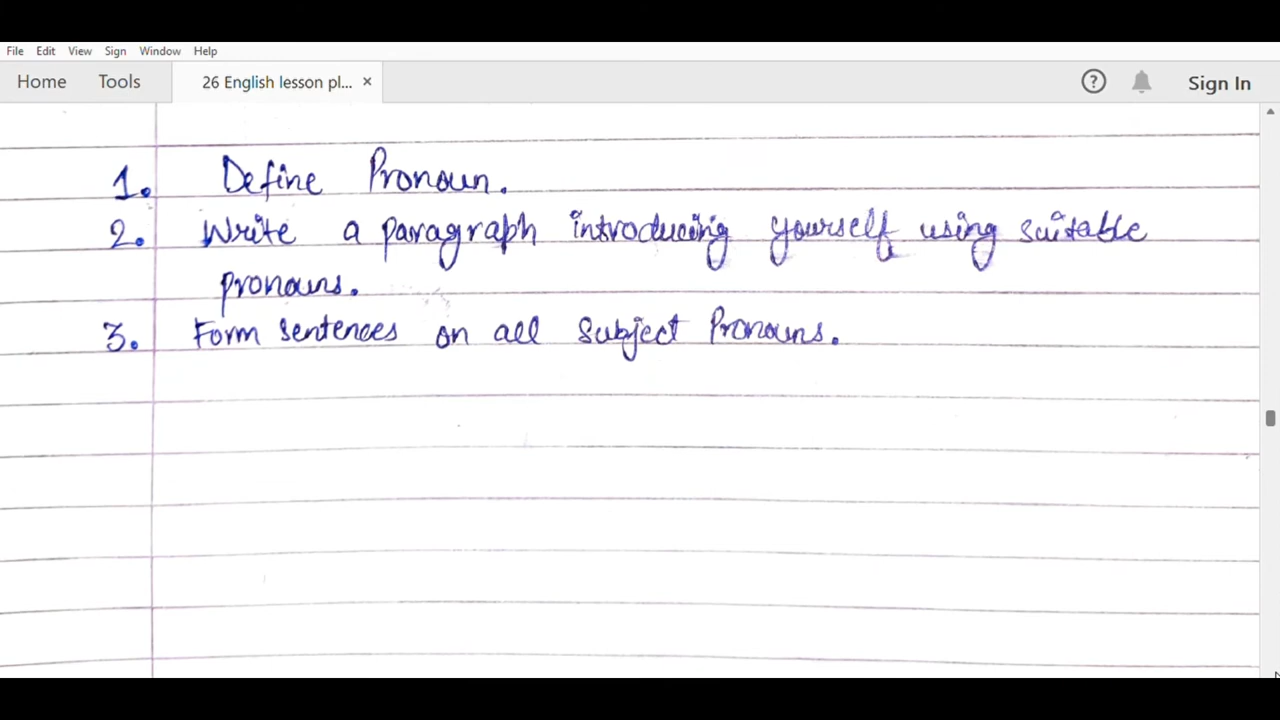 File Edit View Sign Window Help
Home Tools 26 English lesson pl... × ? Sign In
1. Define Pronoun.
2. Write a paragraph introducing yourself using suitable
pronouns.
3. Form sentences on all Subject Pronouns.